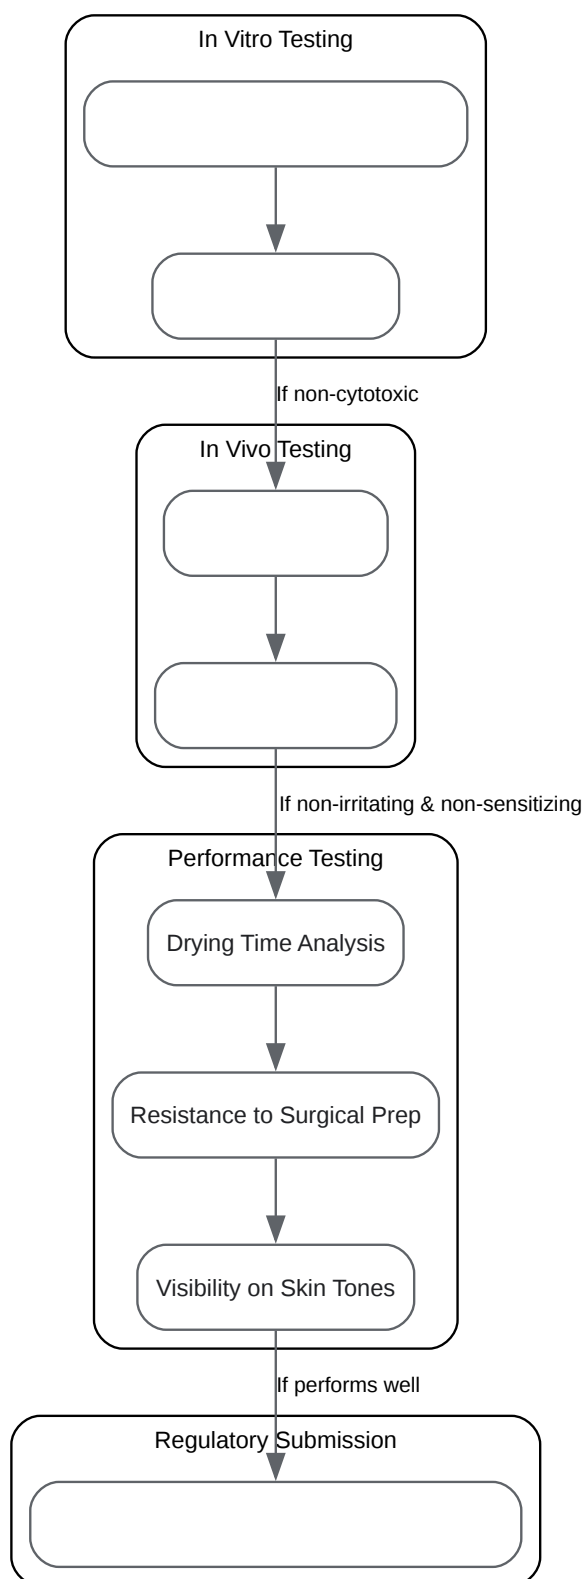 In Vitro Testing
If non-cytotoxic
In Vivo Testing
If non-irritating & non-sensitizing
Performance Testing
Drying Time Analysis
Resistance to Surgical Prep
Visibility on Skin Tones
If performs well
Regulatory Submission